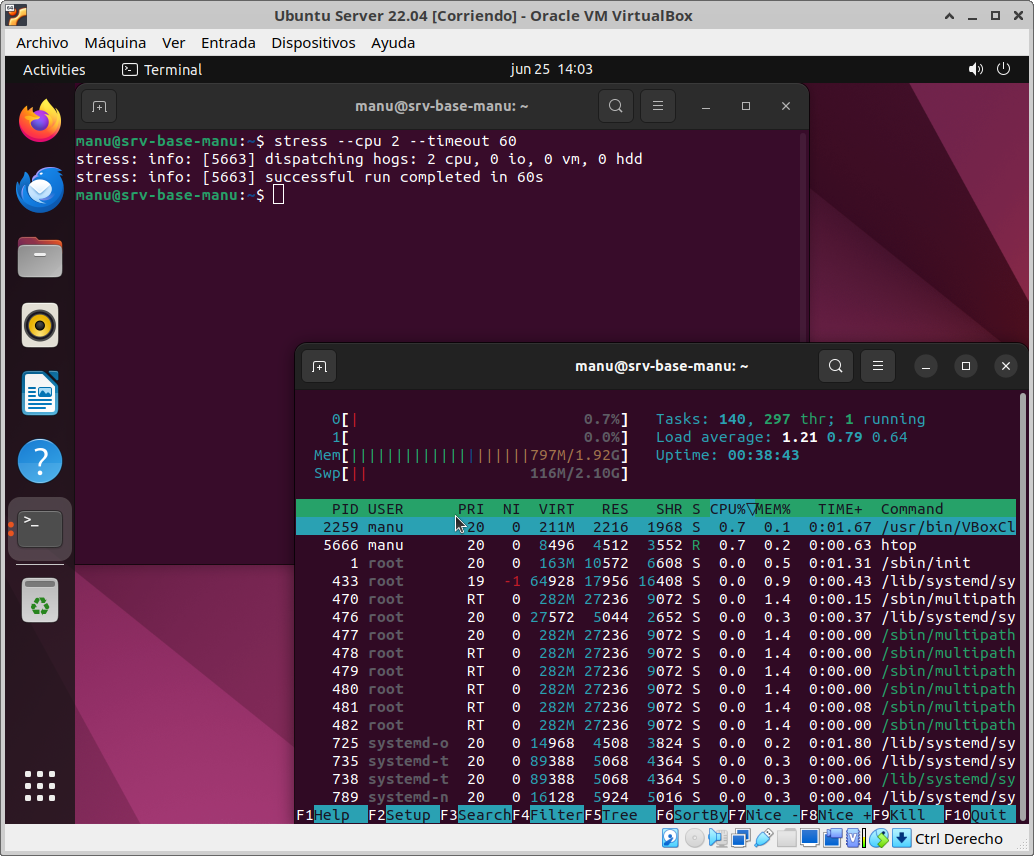 Ubuntu Server 22.04 [Corriendo] - Oracle VM VirtualBox
Archivo Máquina Ver Entrada Dispositivos Ayuda
Activities Terminal jun 25 14:03
manu@srv-base-manu: ~
manu@srv-base-manu:~$ stress --cpu 2 --timeout 60
stress: info: [5663] dispatching hogs: 2 cpu, 0 io, 0 vm, 0 hdd
stress: info: [5663] successful run completed in 60s
manu@srv-base-manu:~$
manu@srv-base-manu: ~
0[| 0.7%] Tasks: 140, 297 thr; 1 running
1[ 0.0%] Load average: 1.21 0.79 0.64
Mem[||||||||||||||||||||797M/1.92G] Uptime: 00:38:43
Swp[|| 116M/2.10G]
PID USER PRI NI VIRT RES SHR S CPU%▽MEM% TIME+ Command
2259 manu 20 0 211M 2216 1968 S 0.7 0.1 0:01.67 /usr/bin/VBoxCl
5666 manu 20 0 8496 4512 3552 R 0.7 0.2 0:00.63 htop
1 root 20 0 163M 10572 6608 S 0.0 0.5 0:01.31 /sbin/init
433 root 19 -1 64928 17956 16408 S 0.0 0.9 0:00.43 /lib/systemd/sy
470 root RT 0 282M 27236 9072 S 0.0 1.4 0:00.15 /sbin/multipath
476 root 20 0 27572 5044 2652 S 0.0 0.3 0:00.37 /lib/systemd/sy
477 root 20 0 282M 27236 9072 S 0.0 1.4 0:00.00 /sbin/multipath
478 root RT 0 282M 27236 9072 S 0.0 1.4 0:00.00 /sbin/multipath
479 root RT 0 282M 27236 9072 S 0.0 1.4 0:00.00 /sbin/multipath
480 root RT 0 282M 27236 9072 S 0.0 1.4 0:00.00 /sbin/multipath
481 root RT 0 282M 27236 9072 S 0.0 1.4 0:00.08 /sbin/multipath
482 root RT 0 282M 27236 9072 S 0.0 1.4 0:00.00 /sbin/multipath
725 systemd-o 20 0 14968 4508 3824 S 0.0 0.2 0:01.80 /lib/systemd/sy
735 systemd-t 20 0 89388 5068 4364 S 0.0 0.3 0:00.06 /lib/systemd/sy
738 systemd-t 20 0 89388 5068 4364 S 0.0 0.3 0:00.00 /lib/systemd/sy
789 systemd-n 20 0 16128 5924 5016 S 0.0 0.3 0:00.04 /lib/systemd/sy
F1Help F2Setup F3SearchF4FilterF5Tree F6SortByF7Nice -F8Nice +F9Kill F10Quit
Ctrl Derecho